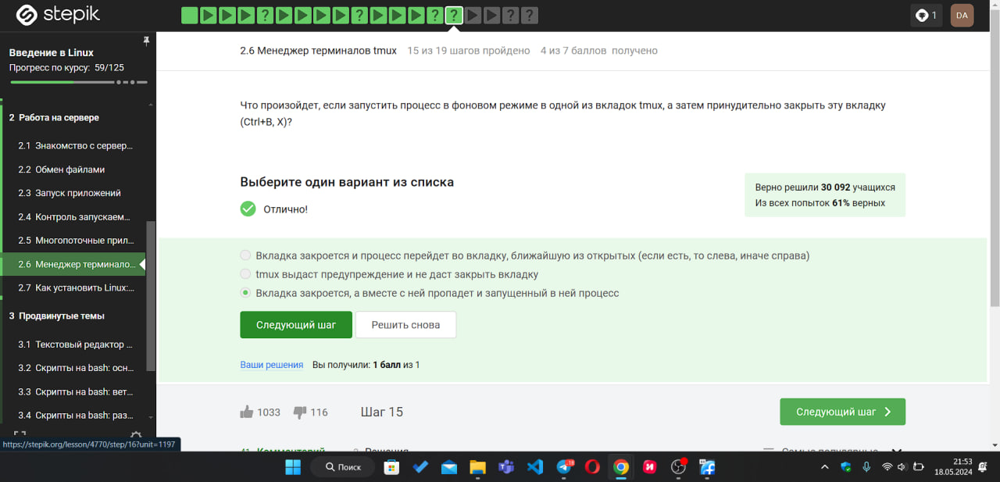 stepik
? ? ? ? ? ?
1
DA
Введение в Linux
Прогресс по курсу: 59/125
2 Работа на сервере
2.1 Знакомство с сервер...
2.2 Обмен файлами
2.3 Запуск приложений
2.4 Контроль запускаем...
2.5 Многопоточные прил...
2.6 Менеджер терминало...
2.7 Как установить Linux:...
3 Продвинутые темы
3.1 Текстовый редактор ...
3.2 Скрипты на bash: осн...
3.3 Скрипты на bash: вет...
3.4 Скрипты на bash: раз...
2.6 Менеджер терминалов tmux 15 из 19 шагов пройдено 4 из 7 баллов получено
Что произойдет, если запустить процесс в фоновом режиме в одной из вкладок tmux, а затем принудительно закрыть эту вкладку
(Ctrl+B, X)?
Выберите один вариант из списка
Отлично!
Верно решили 30 092 учащихся
Из всех попыток 61% верных
Вкладка закроется и процесс перейдет во вкладку, ближайшую из открытых (если есть, то слева, иначе справа)
tmux выдаст предупреждение и не даст закрыть вкладку
Вкладка закроется, а вместе с ней пропадет и запущенный в ней процесс
Следующий шаг Решить снова
Ваши решения Вы получили: 1 балл из 1
1033 116 Шаг 15
Следующий шаг
41 Комментарий 2 Решения Самые популярные
https://stepik.org/lesson/4770/step/16?unit=1197
Поиск
18
21:53
18.05.2024